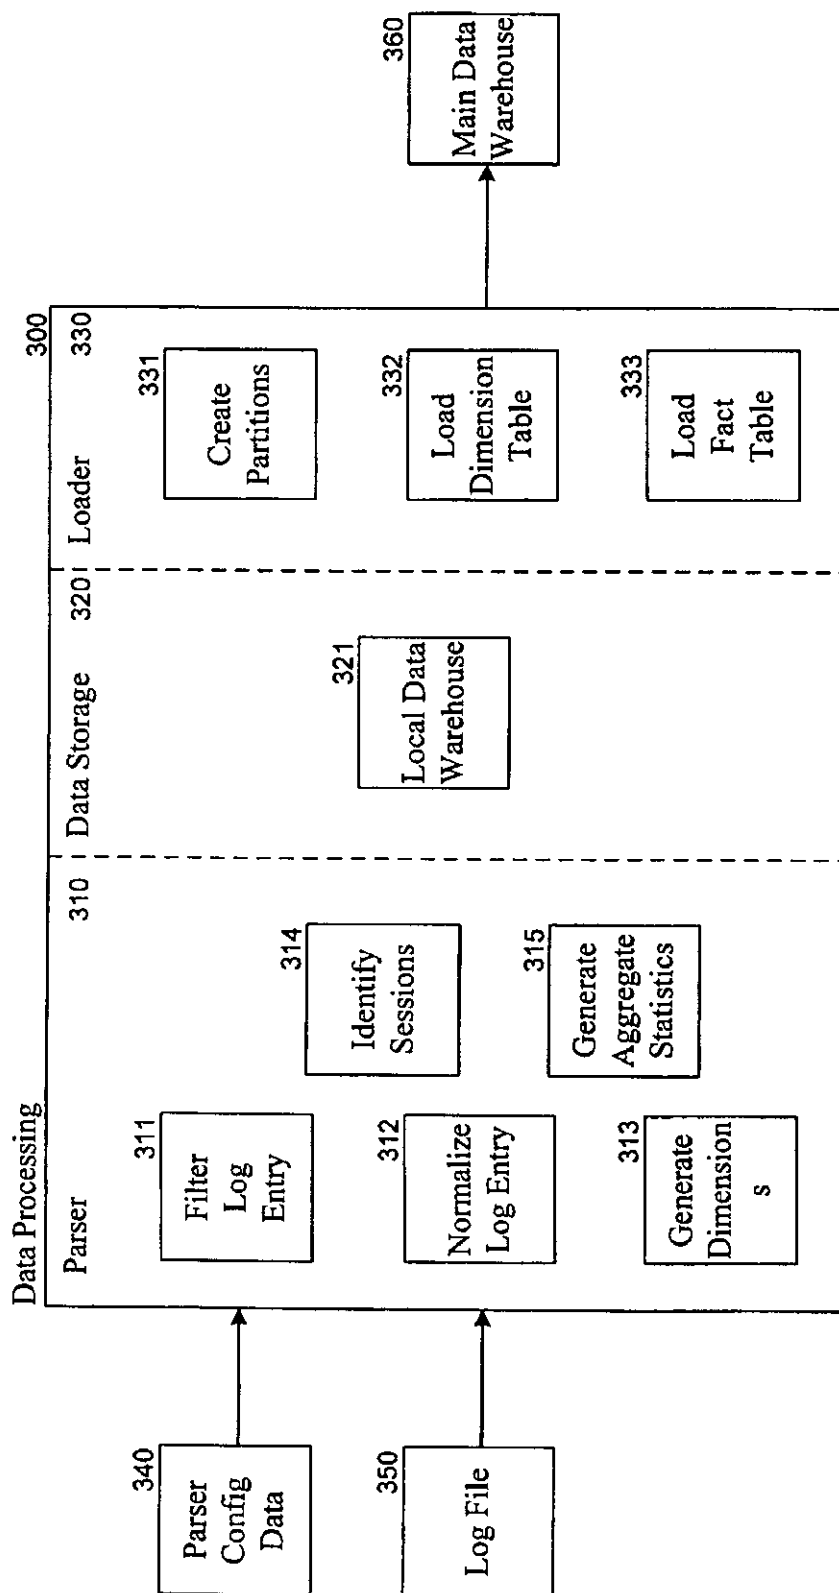 Data Processing
300
Parser
310
Data Storage
320
Loader
330
340
Parser
Config
Data
311
Filter
Log
Entry
314
Identify
Sessions
321
Local Data
Warehouse
331
Create
Partitions
350
Log File
312
Normalize
Log Entry
315
Generate
Aggregate
Statistics
332
Load
Dimension
Table
360
Main Data
Warehouse
313
Generate
Dimension
s
333
Load
Fact
Table